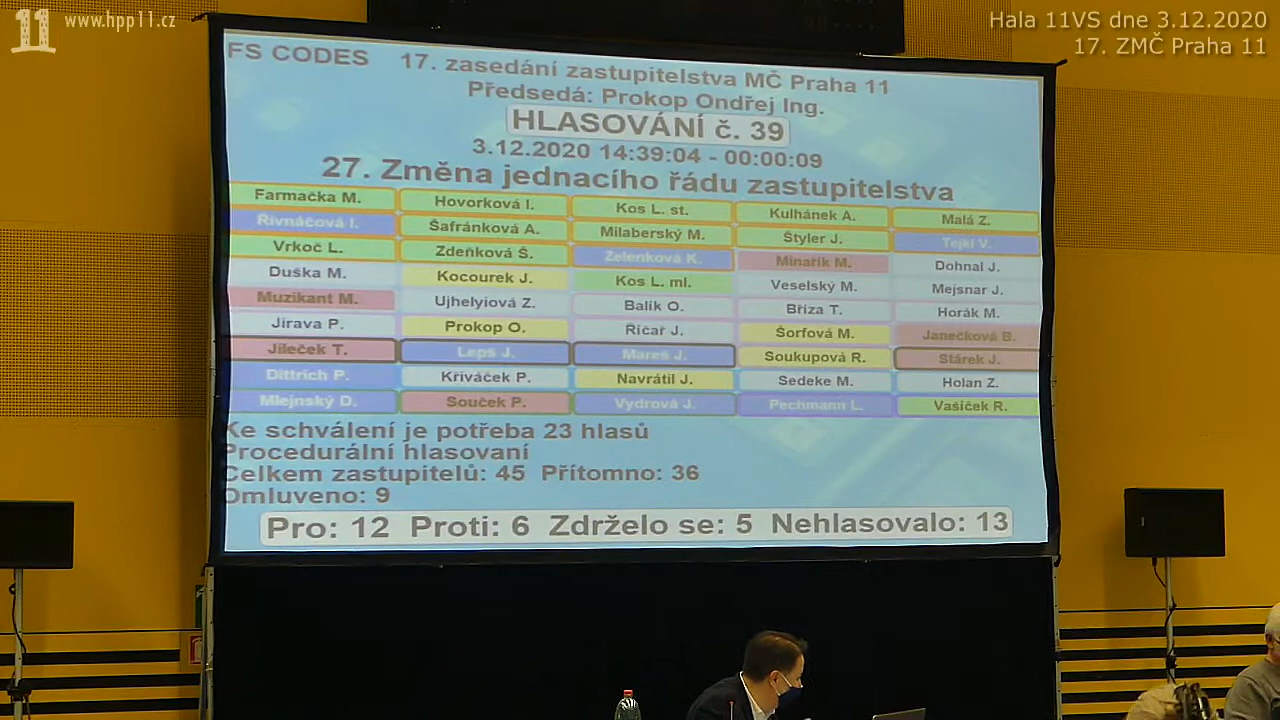 11 www.hpp11.cz
Hala 11VS dne 3.12.2020
17. ZMČ Praha 11
FS CODES 17. zasedání zastupitelstva MČ Praha 11
Předsedá: Prokop Ondřej Ing.
HLASOVÁNÍ č. 39
3.12.2020 14:39:04 - 00:00:09
27. Změna jednacího řádu zastupitelstva
Farmačka M. Hovorková I. Kos L. st. Kulhánek A. Malá Z.
Řivnáčová I. Šafránková A. Milaberský M. Štyler J. Tejkl V.
Vrkoč L. Zdeňková Š. Zelenková K. Minařík M. Dohnal J.
Duška M. Kocourek J. Kos L. ml. Veselský M. Mejsnar J.
Muzikant M. Ujhelyiová Z. Balík O. Bříza T. Horák M.
Jirava P. Prokop O. Říčař J. Šorfová M. Janečková B.
Jileček T. Lepš J. Mareš J. Soukupová R. Stárek J.
Dittrich P. Křiváček P. Navrátil J. Sedeke M. Holan Z.
Mlejnský D. Souček P. Vydrová J. Pechmann L. Vašíček R.
Ke schválení je potřeba 23 hlasů
Procedurální hlasovaní
Celkem zastupitelů: 45 Přítomno: 36
Omluveno: 9
Pro: 12 Proti: 6 Zdrželo se: 5 Nehlasovalo: 13